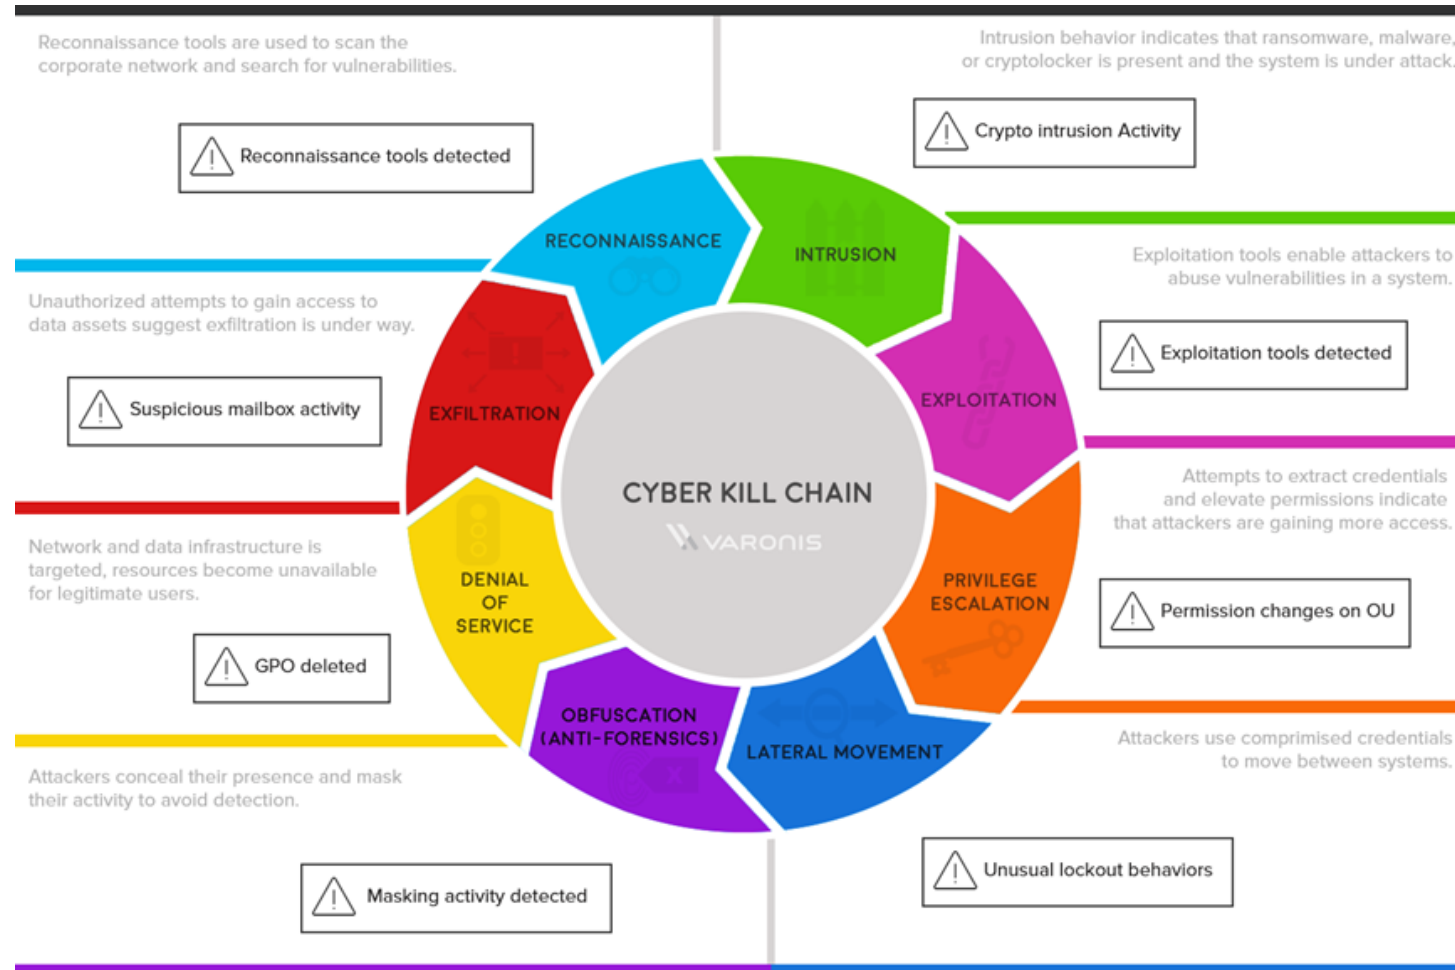 Reconnaissance tools are used to scan the
corporate network and search for vulnerabilities.
Reconnaissance tools detected
Intrusion behavior indicates that ransomware, malware,
or cryptolocker is present and the system is under attack.
Crypto intrusion Activity
RECONNAISSANCE
INTRUSION
Exploitation tools enable attackers to
abuse vulnerabilities in a system.
Exploitation tools detected
EXPLOITATION
Unauthorized attempts to gain access to
data assets suggest exfiltration is under way.
Suspicious mailbox activity
EXFILTRATION
CYBER KILL CHAIN
VARONIS
Attempts to extract credentials
and elevate permissions indicate
that attackers are gaining more access.
Permission changes on OU
PRIVILEGE
ESCALATION
Network and data infrastructure is
targeted, resources become unavailable
for legitimate users.
GPO deleted
DENIAL
OF
SERVICE
OBFUSCATION
(ANTI-FORENSICS)
LATERAL MOVEMENT
Attackers use comprimised credentials
to move between systems.
Unusual lockout behaviors
Attackers conceal their presence and mask
their activity to avoid detection.
Masking activity detected